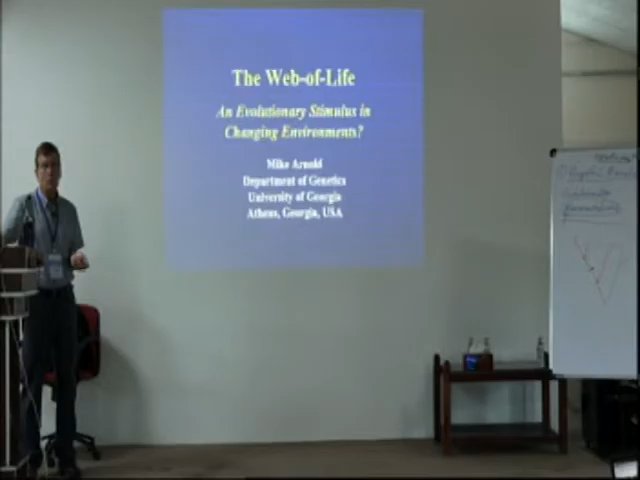 The Web-of-Life
An Evolutionary Stimulus in
Changing Environments?
Mike Arnold
Department of Genetics
University of Georgia
Athens, Georgia, USA